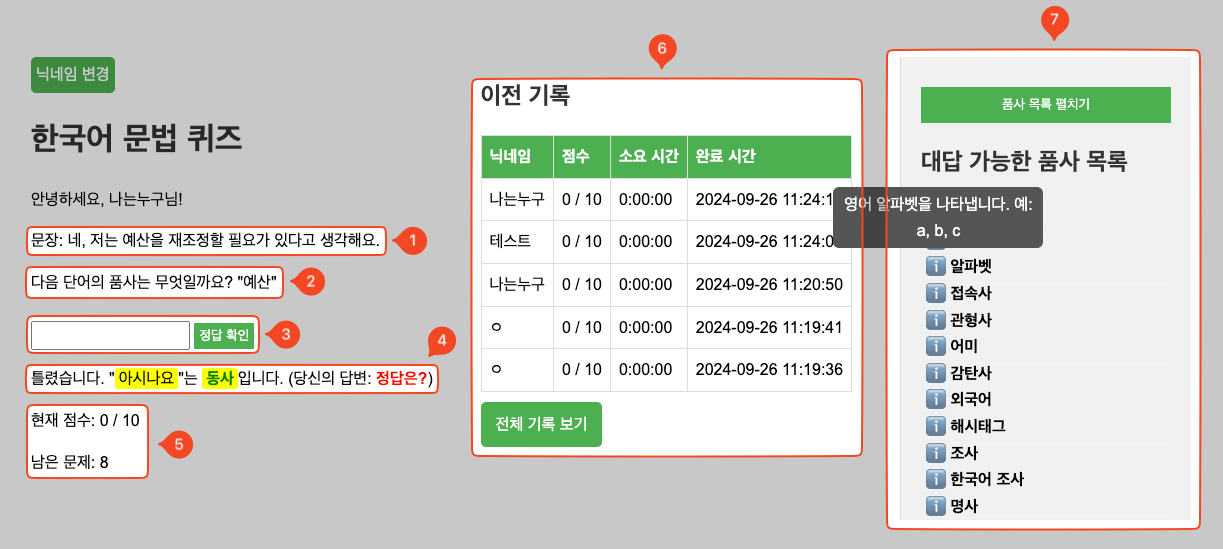 닉네임 변경
한국어 문법 퀴즈
안녕하세요, 나는누구님!
문장: 네, 저는 예산을 재조정할 필요가 있다고 생각해요.
1
다음 단어의 품사는 무엇일까요? "예산"
2
정답 확인
3
4
틀렸습니다. "아시나요"는 동사입니다. (당신의 답변: 정답은?)
현재 점수: 0 / 10
남은 문제: 8
5
6
이전 기록
닉네임 점수 소요 시간 완료 시간
나는누구 0 / 10 0:00:00 2024-09-26 11:24:1
테스트 0 / 10 0:00:00 2024-09-26 11:24:0
나는누구 0 / 10 0:00:00 2024-09-26 11:20:50
ㅇ 0 / 10 0:00:00 2024-09-26 11:19:41
ㅇ 0 / 10 0:00:00 2024-09-26 11:19:36
전체 기록 보기
7
품사 목록 펼치기
대답 가능한 품사 목록
영어 알파벳을 나타냅니다. 예:
a, b, c
알파벳
접속사
관형사
어미
감탄사
외국어
해시태그
조사
한국어 조사
명사